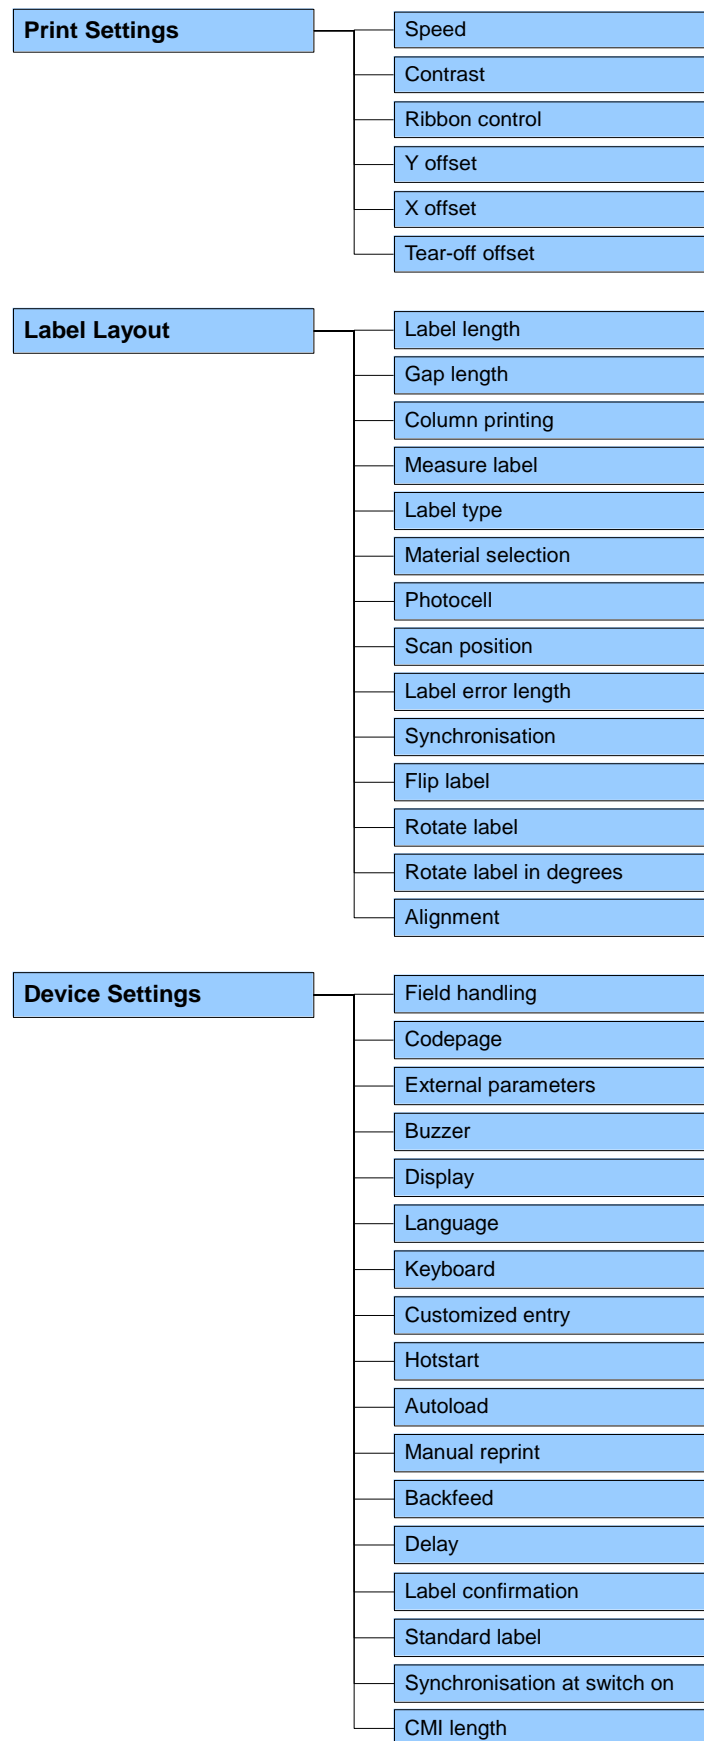 Print Settings
Speed
Contrast
Ribbon control
Y offset
X offset
Tear-off offset
Label Layout
Label length
Gap length
Column printing
Measure label
Label type
Material selection
Photocell
Scan position
Label error length
Synchronisation
Flip label
Rotate label
Rotate label in degrees
Alignment
Device Settings
Field handling
Codepage
External parameters
Buzzer
Display
Language
Keyboard
Customized entry
Hotstart
Autoload
Manual reprint
Backfeed
Delay
Label confirmation
Standard label
Synchronisation at switch on
CMI length